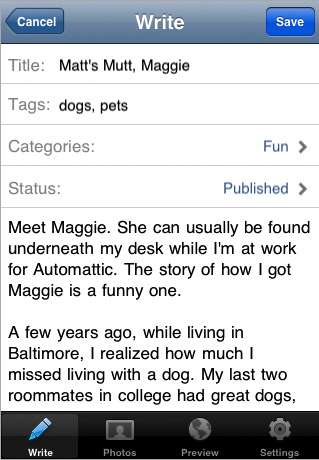 Cancel Write Save
Title: Matt's Mutt, Maggie
Tags: dogs, pets
Categories: Fun
Status: Published
Meet Maggie. She can usually be found
underneath my desk while I'm at work
for Automattic. The story of how I got
Maggie is a funny one.
A few years ago, while living in
Baltimore, I realized how much I
missed living with a dog. My last two
roommates in college had great dogs,
Write Photos Preview Settings